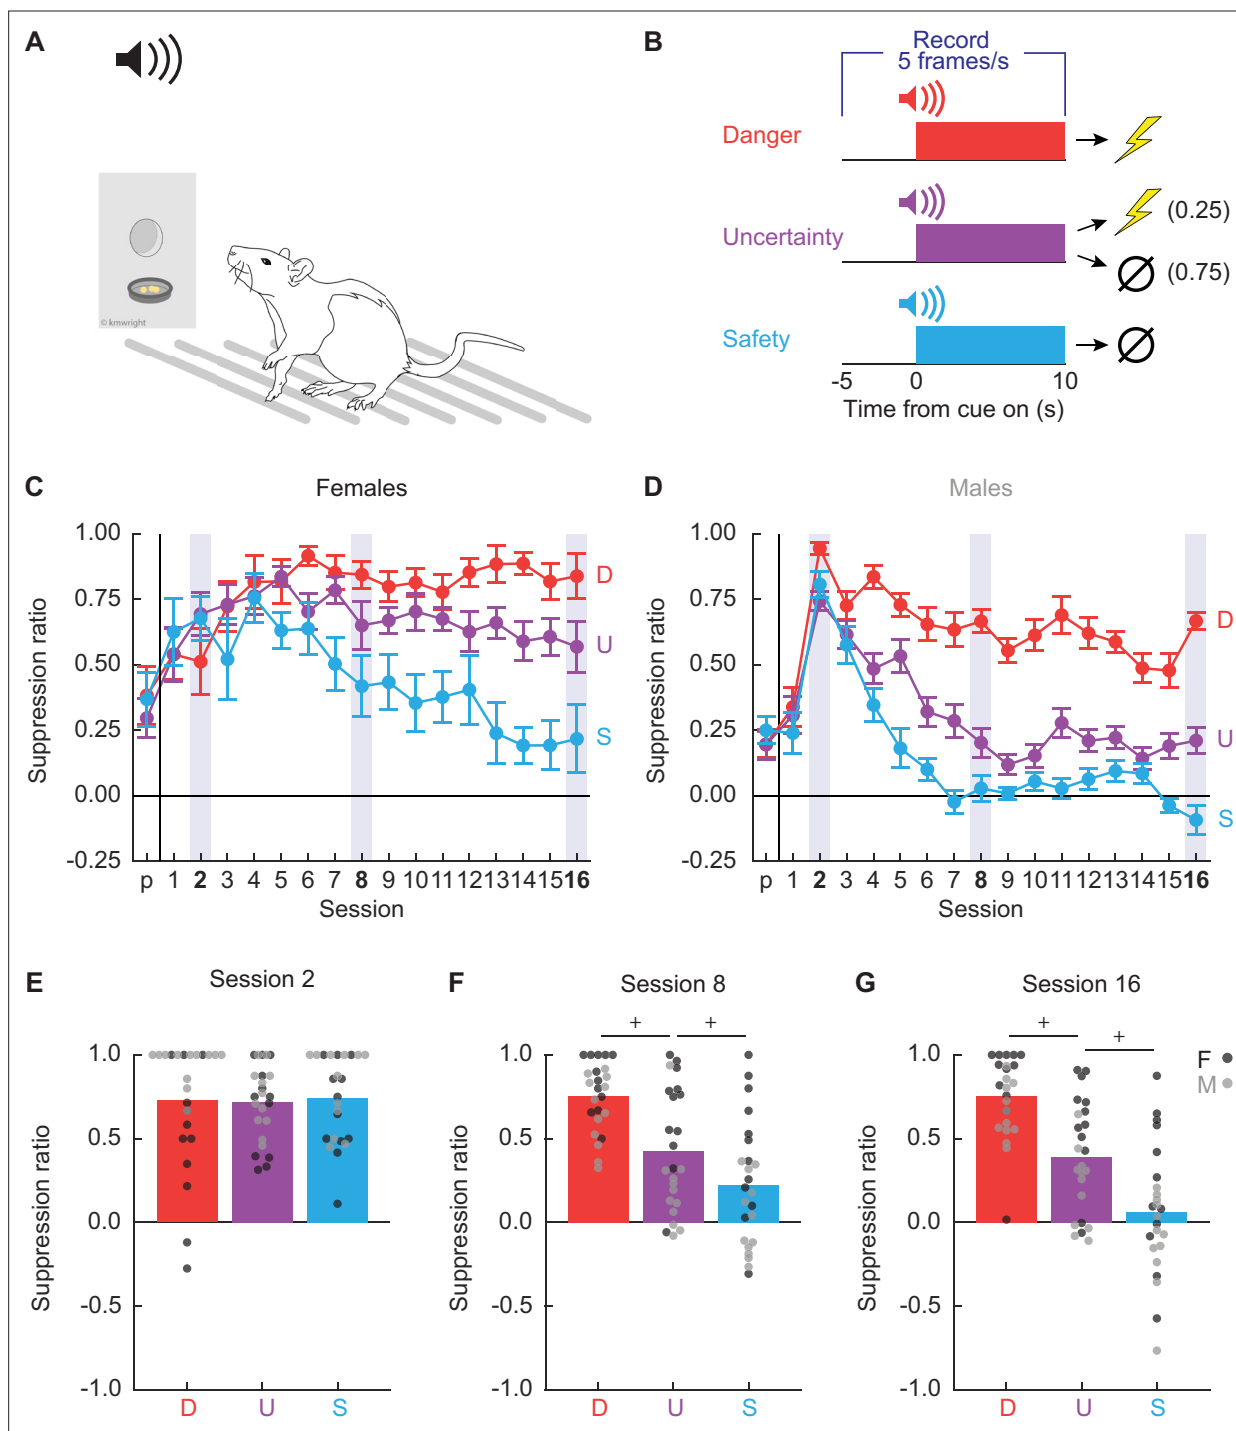 A
© kmwright
B
Record
5 frames/s
Danger
Uncertainty
(0.25)
(0.75)
Safety
-5 0 10
Time from cue on (s)
C
Females
Suppression ratio
1.00
0.75
0.50
0.25
0.00
-0.25
D
U
S
p 1 2 3 4 5 6 7 8 9 10 11 12 13 14 15 16
Session
D
Males
Suppression ratio
1.00
0.75
0.50
0.25
0.00
-0.25
D
U
S
p 1 2 3 4 5 6 7 8 9 10 11 12 13 14 15 16
Session
E
Session 2
Suppression ratio
1.0
0.5
0.0
-0.5
-1.0
D U S
F
Session 8
+ +
Suppression ratio
1.0
0.5
0.0
-0.5
-1.0
D U S
G
Session 16
+ +
Suppression ratio
1.0
0.5
0.0
-0.5
-1.0
D U S
F
M